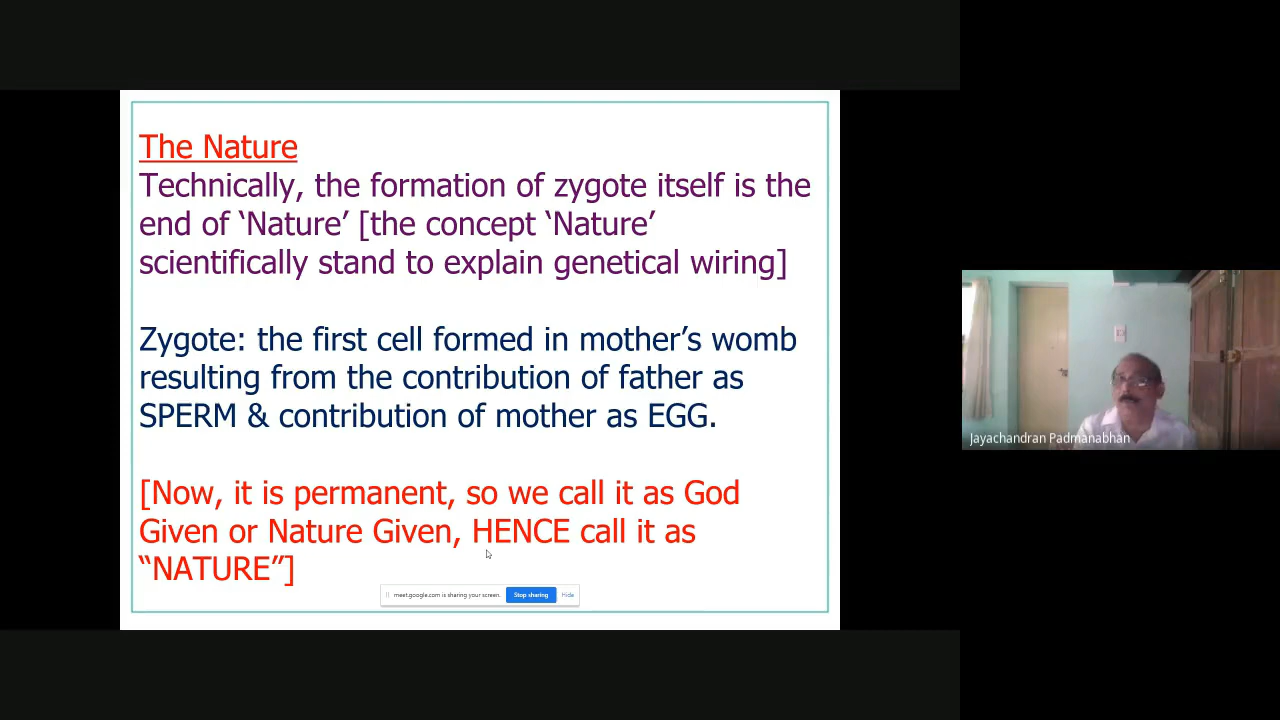 The Nature
Technically, the formation of zygote itself is the
end of ‘Nature’ [the concept ‘Nature’
scientifically stand to explain genetical wiring]
Zygote: the first cell formed in mother’s womb
resulting from the contribution of father as
SPERM & contribution of mother as EGG.
[Now, it is permanent, so we call it as God
Given or Nature Given, HENCE call it as
“NATURE”]
meet.google.com is sharing your screen. Stop sharing Hide
Jayachandran Padmanabhan